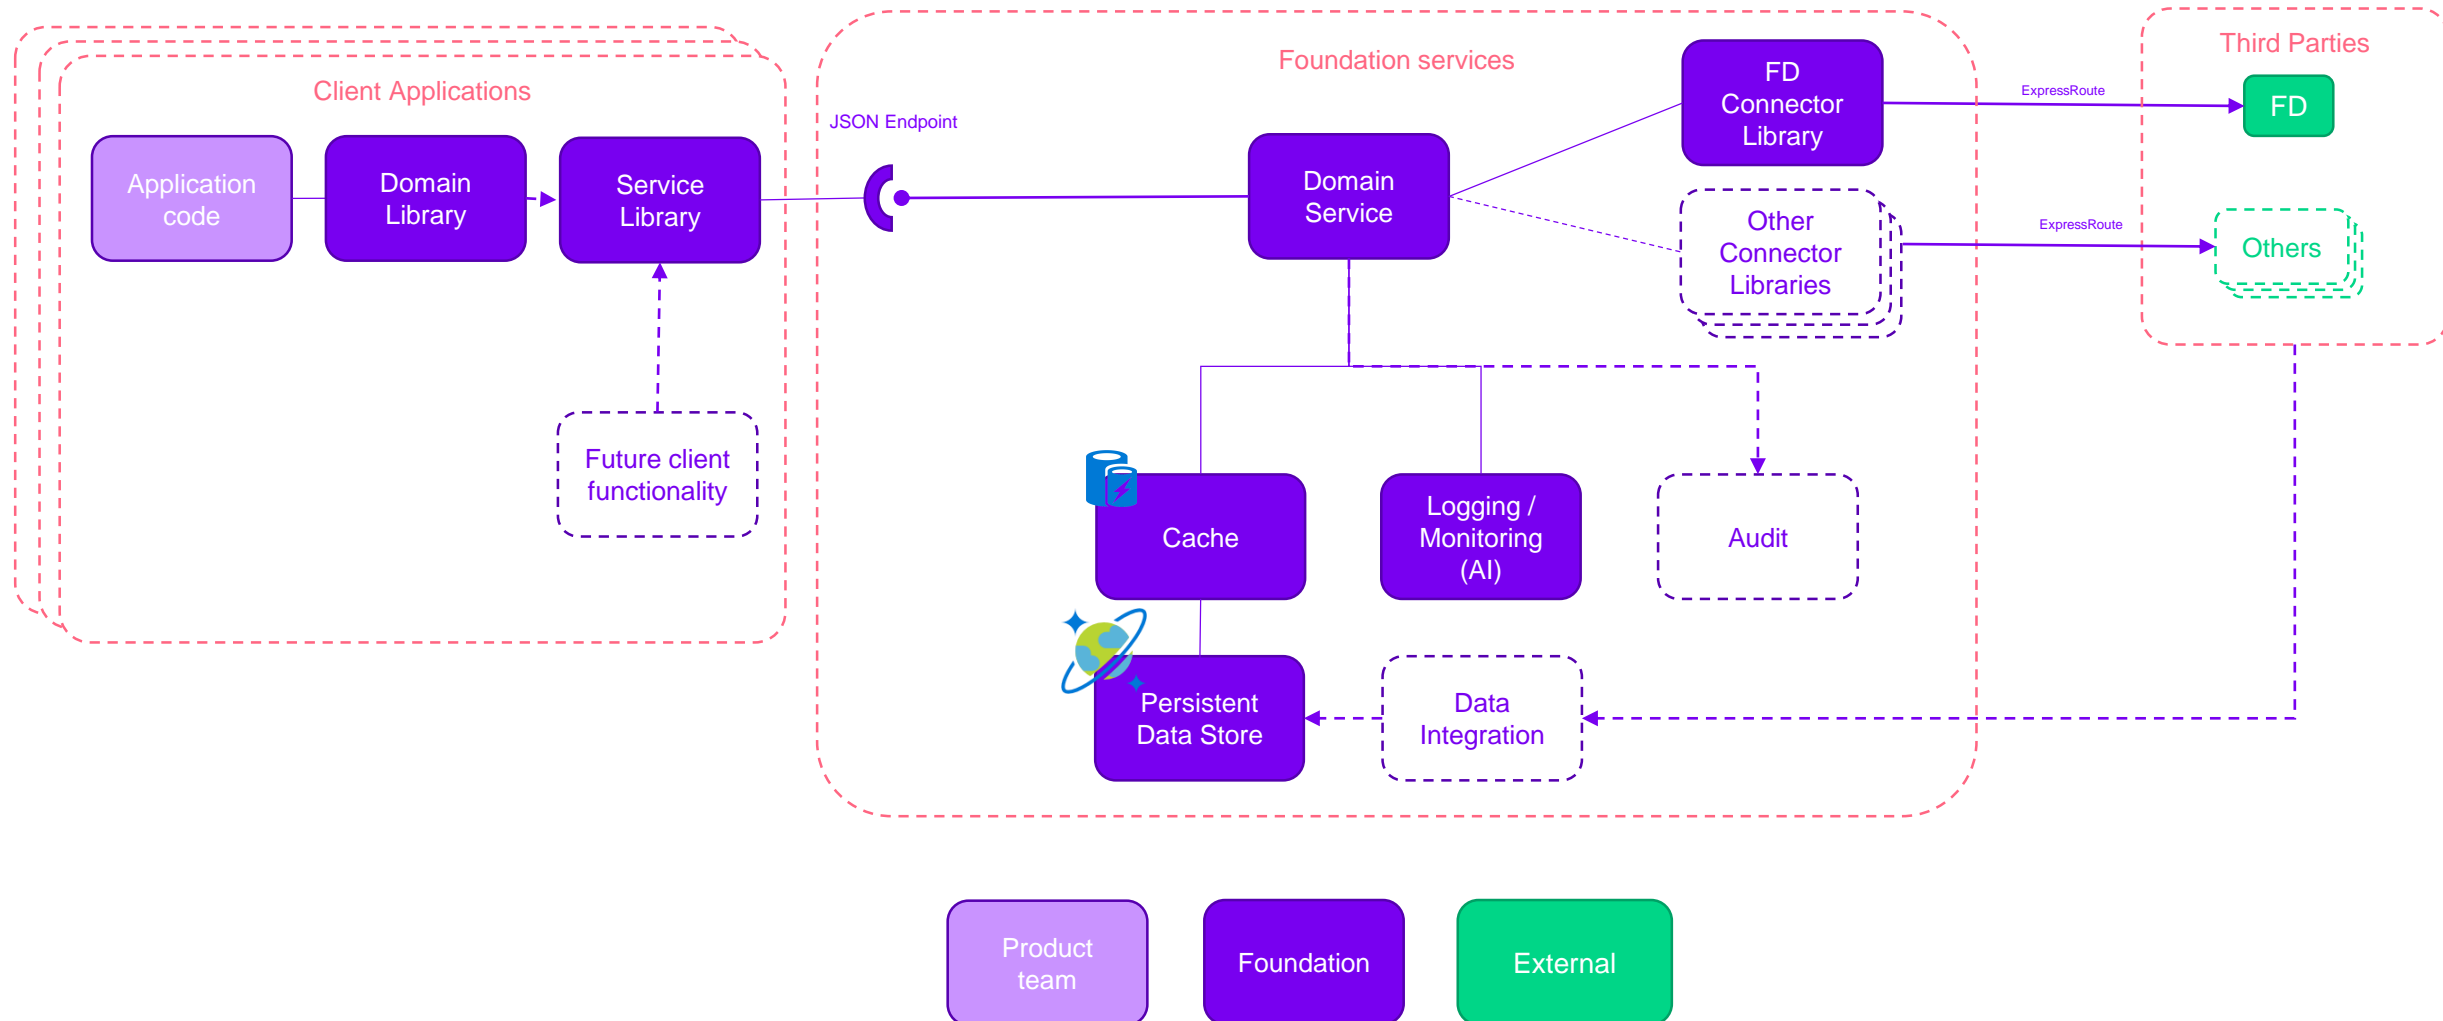 Client Applications
Application
code
Domain
Library
Service
Library
Future client
functionality
JSON Endpoint
Foundation services
Domain
Service
FD
Connector
Library
Other
Connector
Libraries
Cache
Logging /
Monitoring
(AI)
Audit
Persistent
Data Store
Data
Integration
ExpressRoute
ExpressRoute
Third Parties
FD
Others
Product
team
Foundation
External